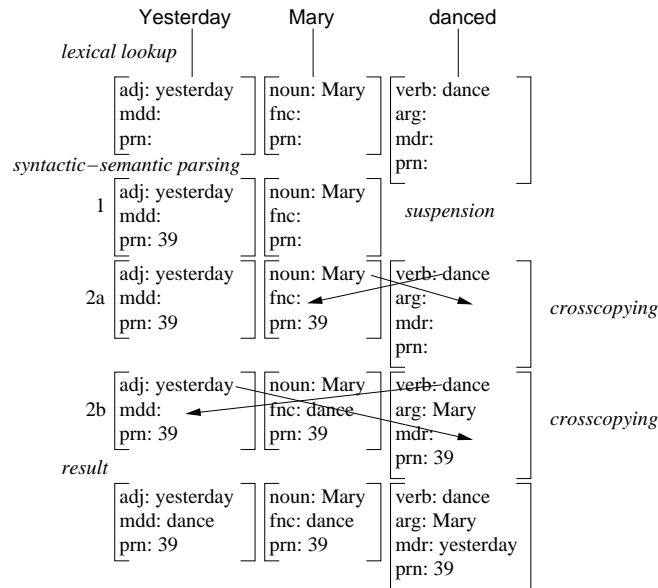 Yesterday Mary danced
lexical lookup
adj: yesterday noun: Mary verb: dance
mdd: fnc: arg:
prn: prn: mdr:
prn:
syntactic−semantic parsing
adj: yesterday noun: Mary
1 mdd: fnc: suspension
prn: 39 prn:
adj: yesterday noun: Mary verb: dance
2a mdd: fnc: arg:
prn: 39 prn: 39 mdr: crosscopying
prn:
adj: yesterday noun: Mary verb: dance
2b mdd: fnc: dance arg: Mary crosscopying
prn: 39 prn: 39 mdr:
prn: 39
result
adj: yesterday noun: Mary verb: dance
mdd: dance fnc: dance arg: Mary
prn: 39 prn: 39 mdr: yesterday
prn: 39